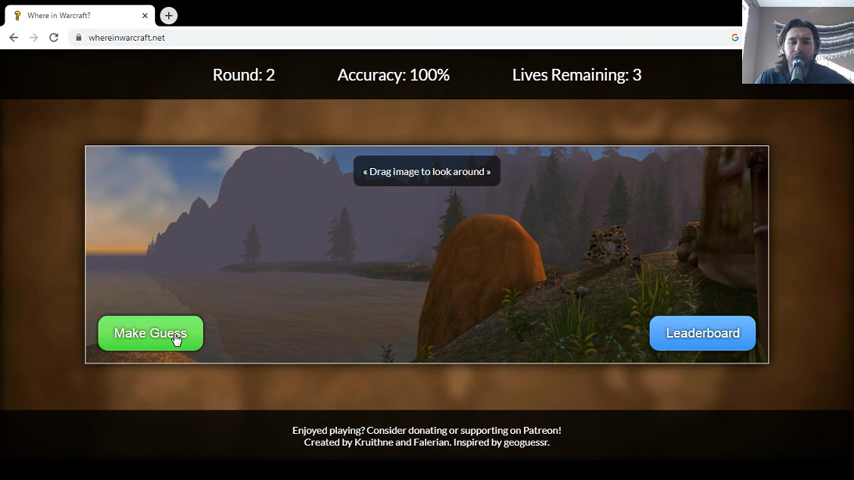 Where in Warcraft?
whereinwarcraft.net
Round: 2
Accuracy: 100%
Lives Remaining: 3
« Drag image to look around »
Make Guess
Leaderboard
Enjoyed playing? Consider donating or supporting on Patreon!
Created by Kruithne and Falerian. Inspired by geoguessr.